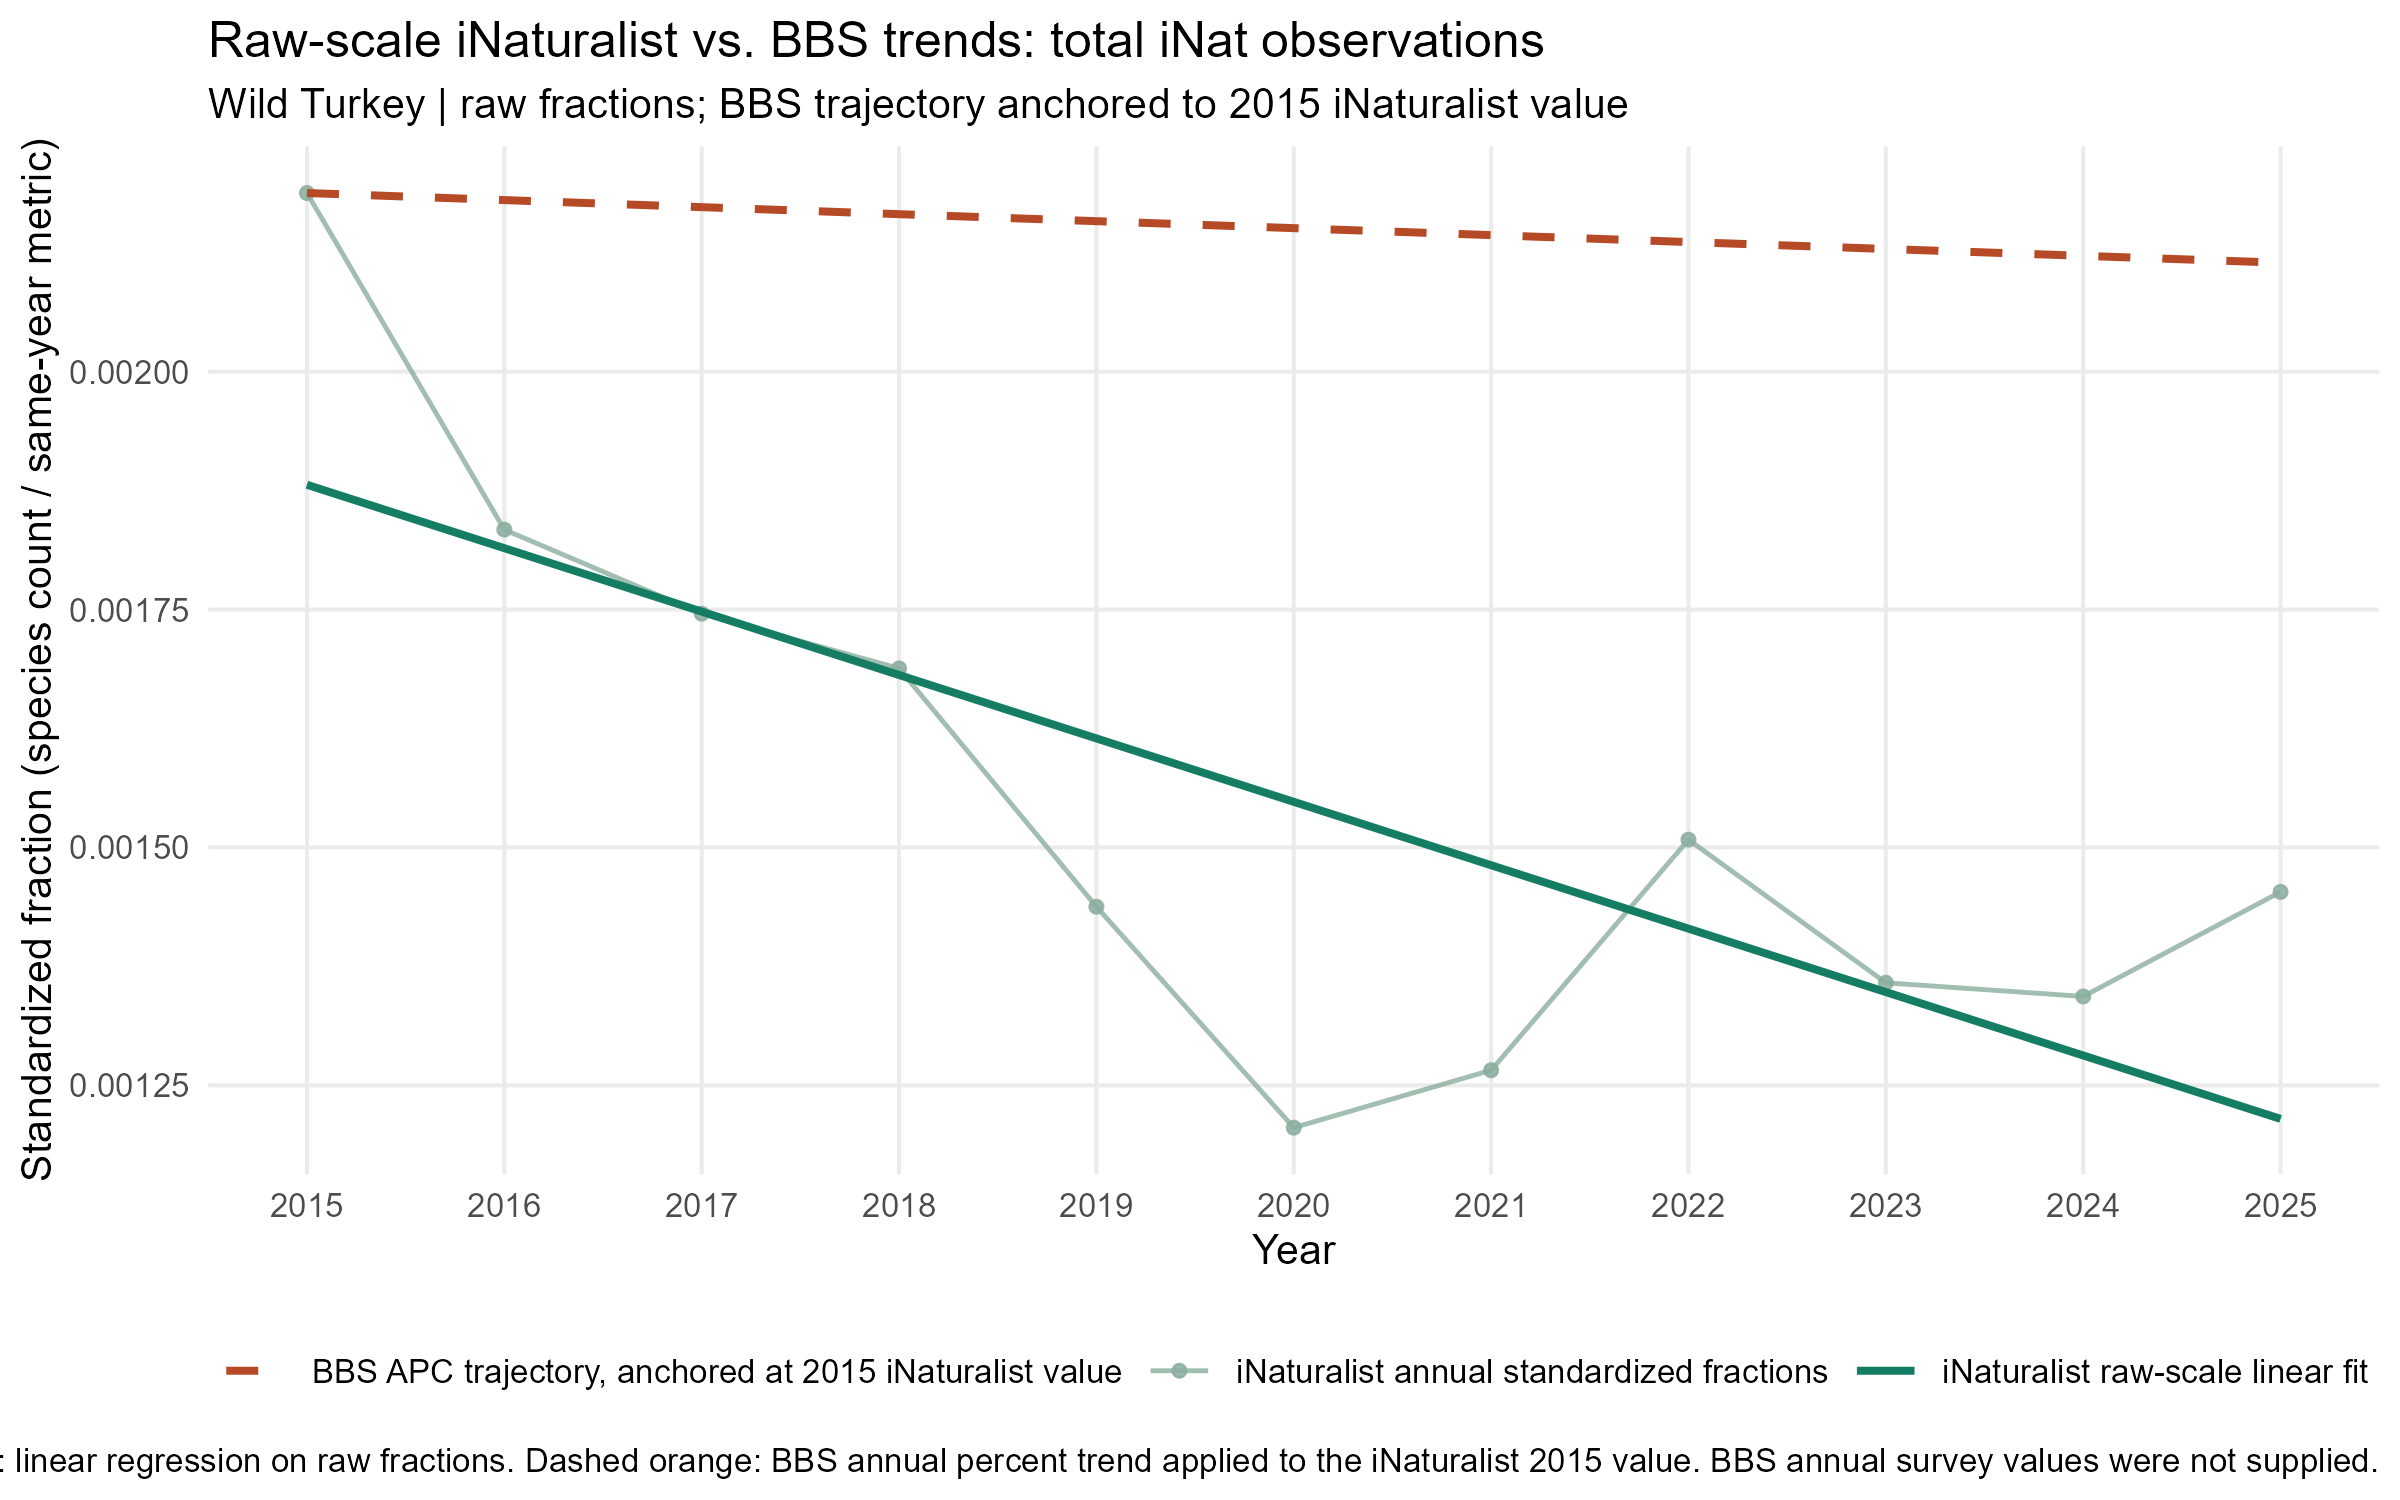 Raw-scale iNaturalist vs. BBS trends: total iNat observations
Wild Turkey | raw fractions; BBS trajectory anchored to 2015 iNaturalist value
Standardized fraction (species count / same-year metric)
0.00200
0.00175
0.00150
0.00125
2015 2016 2017 2018 2019 2020 2021 2022 2023 2024 2025
Year
BBS APC trajectory, anchored at 2015 iNaturalist value iNaturalist annual standardized fractions iNaturalist raw-scale linear fit
: linear regression on raw fractions. Dashed orange: BBS annual percent trend applied to the iNaturalist 2015 value. BBS annual survey values were not supplied.